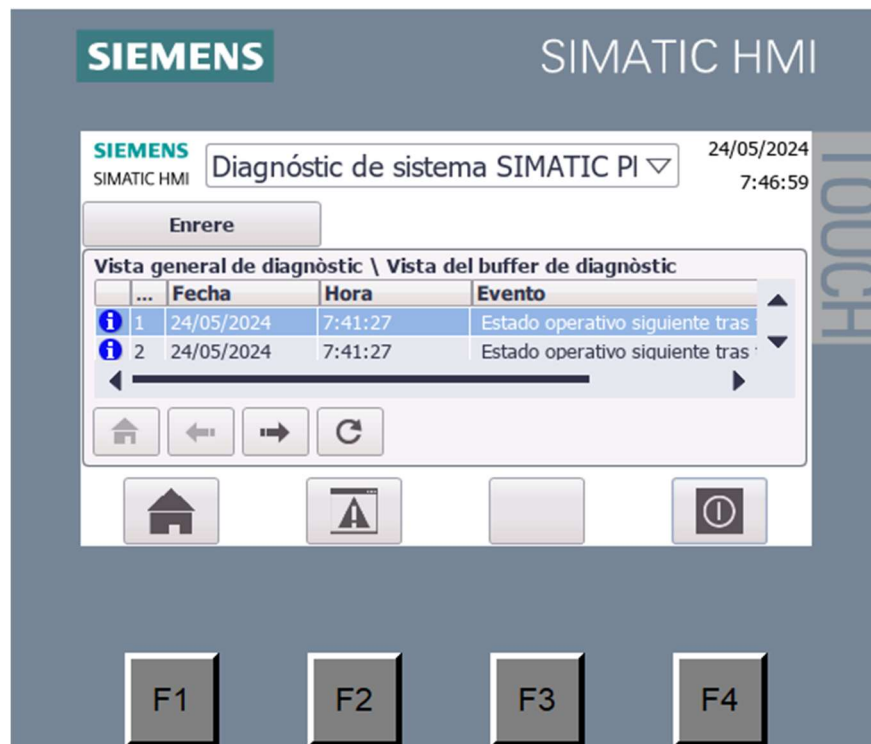 SIEMENS
SIMATIC HMI
TOUCH
SIEMENS
SIMATIC HMI
Diagnóstic de sistema SIMATIC Pl
24/05/2024
7:46:59
Enrere
Vista general de diagnòstic \ Vista del buffer de diagnòstic
... Fecha Hora Evento
1 24/05/2024 7:41:27 Estado operativo siguiente tras
2 24/05/2024 7:41:27 Estado operativo siguiente tras
F1 F2 F3 F4